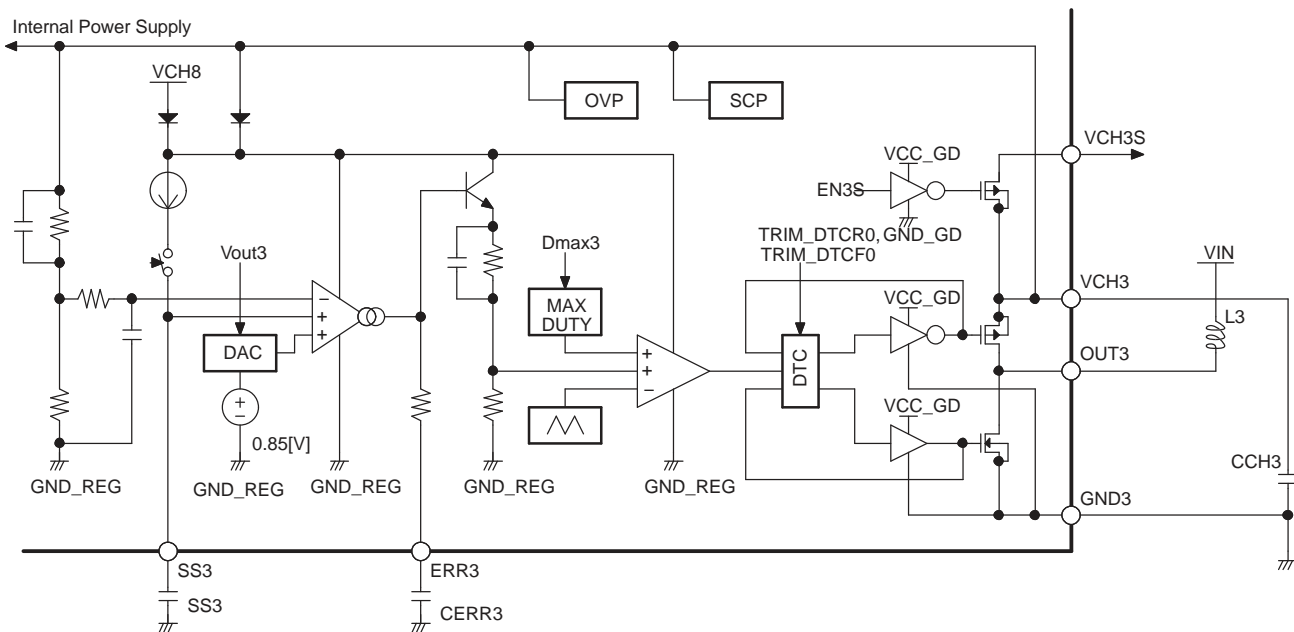 Internal Power Supply
VCH8
OVP
SCP
VCH3S
VCC_GD
EN3S
Vout3
Dmax3
TRIM_DTCR0, GND_GD
TRIM_DTCF0
VIN
VCH3
MAX
DUTY
VCC_GD
L3
DAC
DTC
OUT3
VCC_GD
0.85[V]
CCH3
GND_REG
GND_REG
GND_REG
GND_REG
GND_REG
GND3
SS3
ERR3
SS3
CERR3